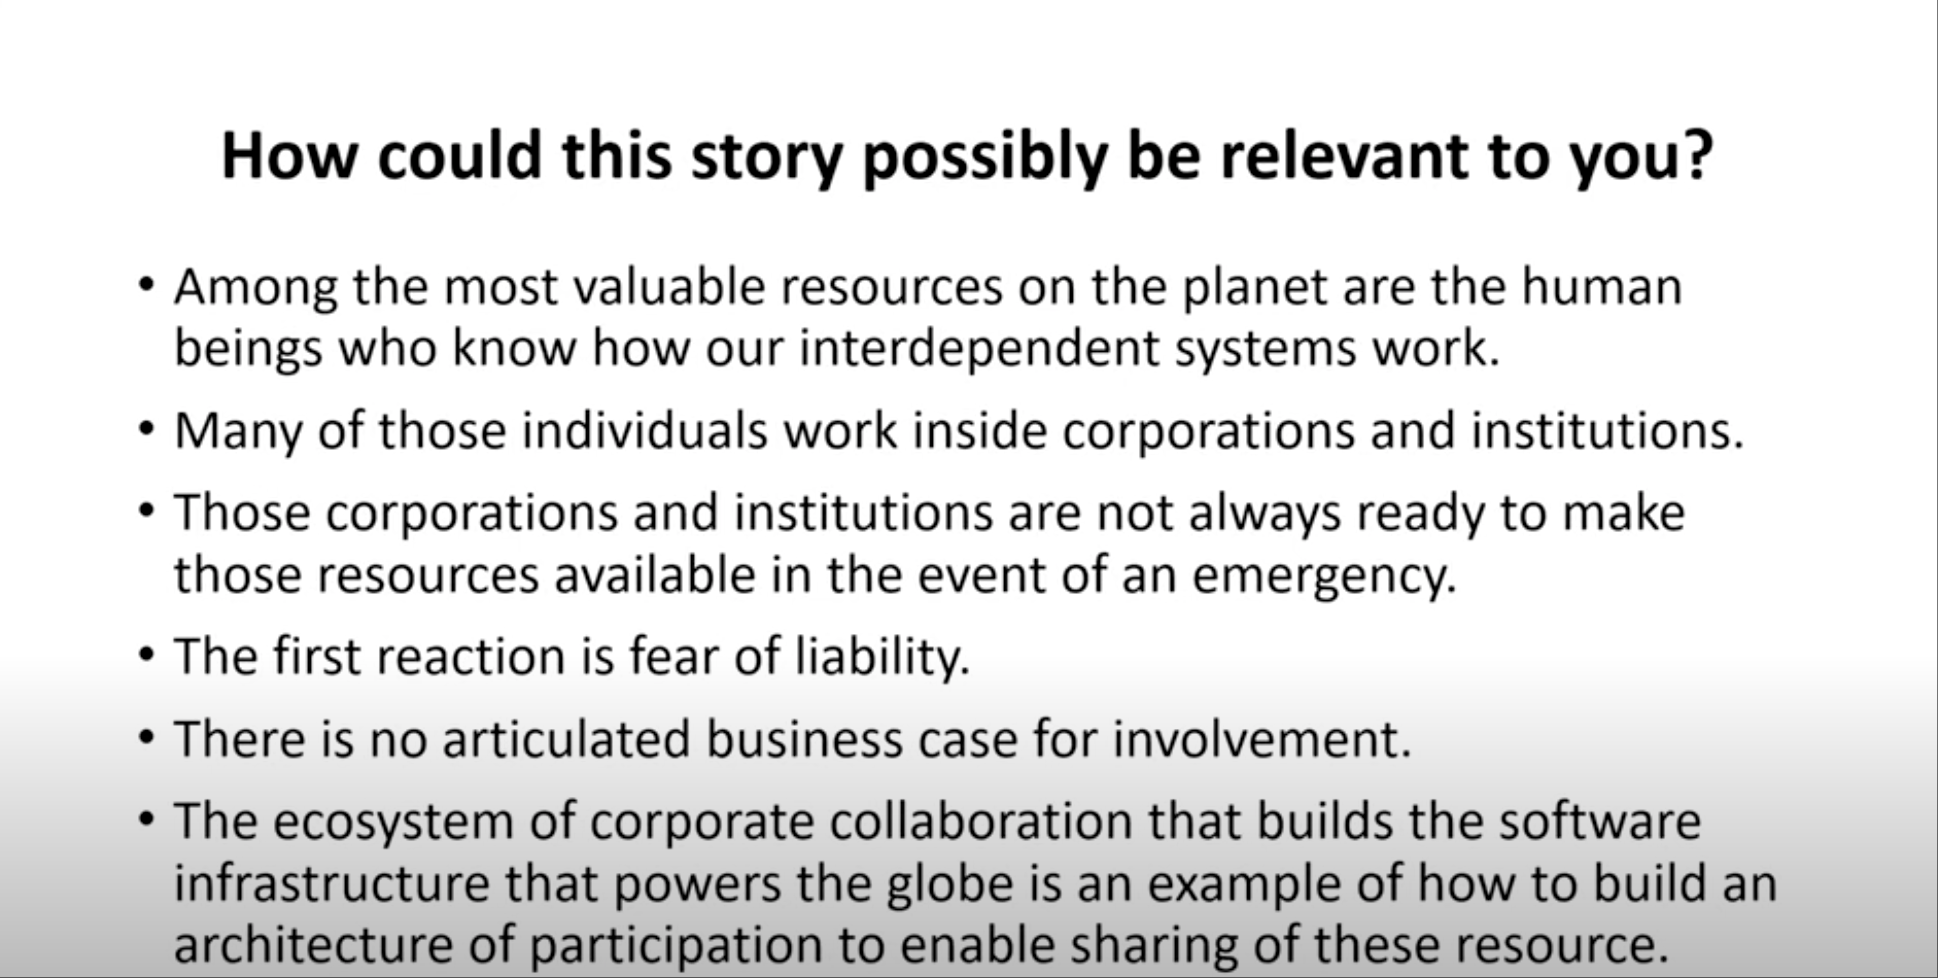 How could this story possibly be relevant to you?
• Among the most valuable resources on the planet are the human
beings who know how our interdependent systems work.
• Many of those individuals work inside corporations and institutions.
• Those corporations and institutions are not always ready to make
those resources available in the event of an emergency.
• The first reaction is fear of liability.
• There is no articulated business case for involvement.
• The ecosystem of corporate collaboration that builds the software
infrastructure that powers the globe is an example of how to build an
architecture of participation to enable sharing of these resource.